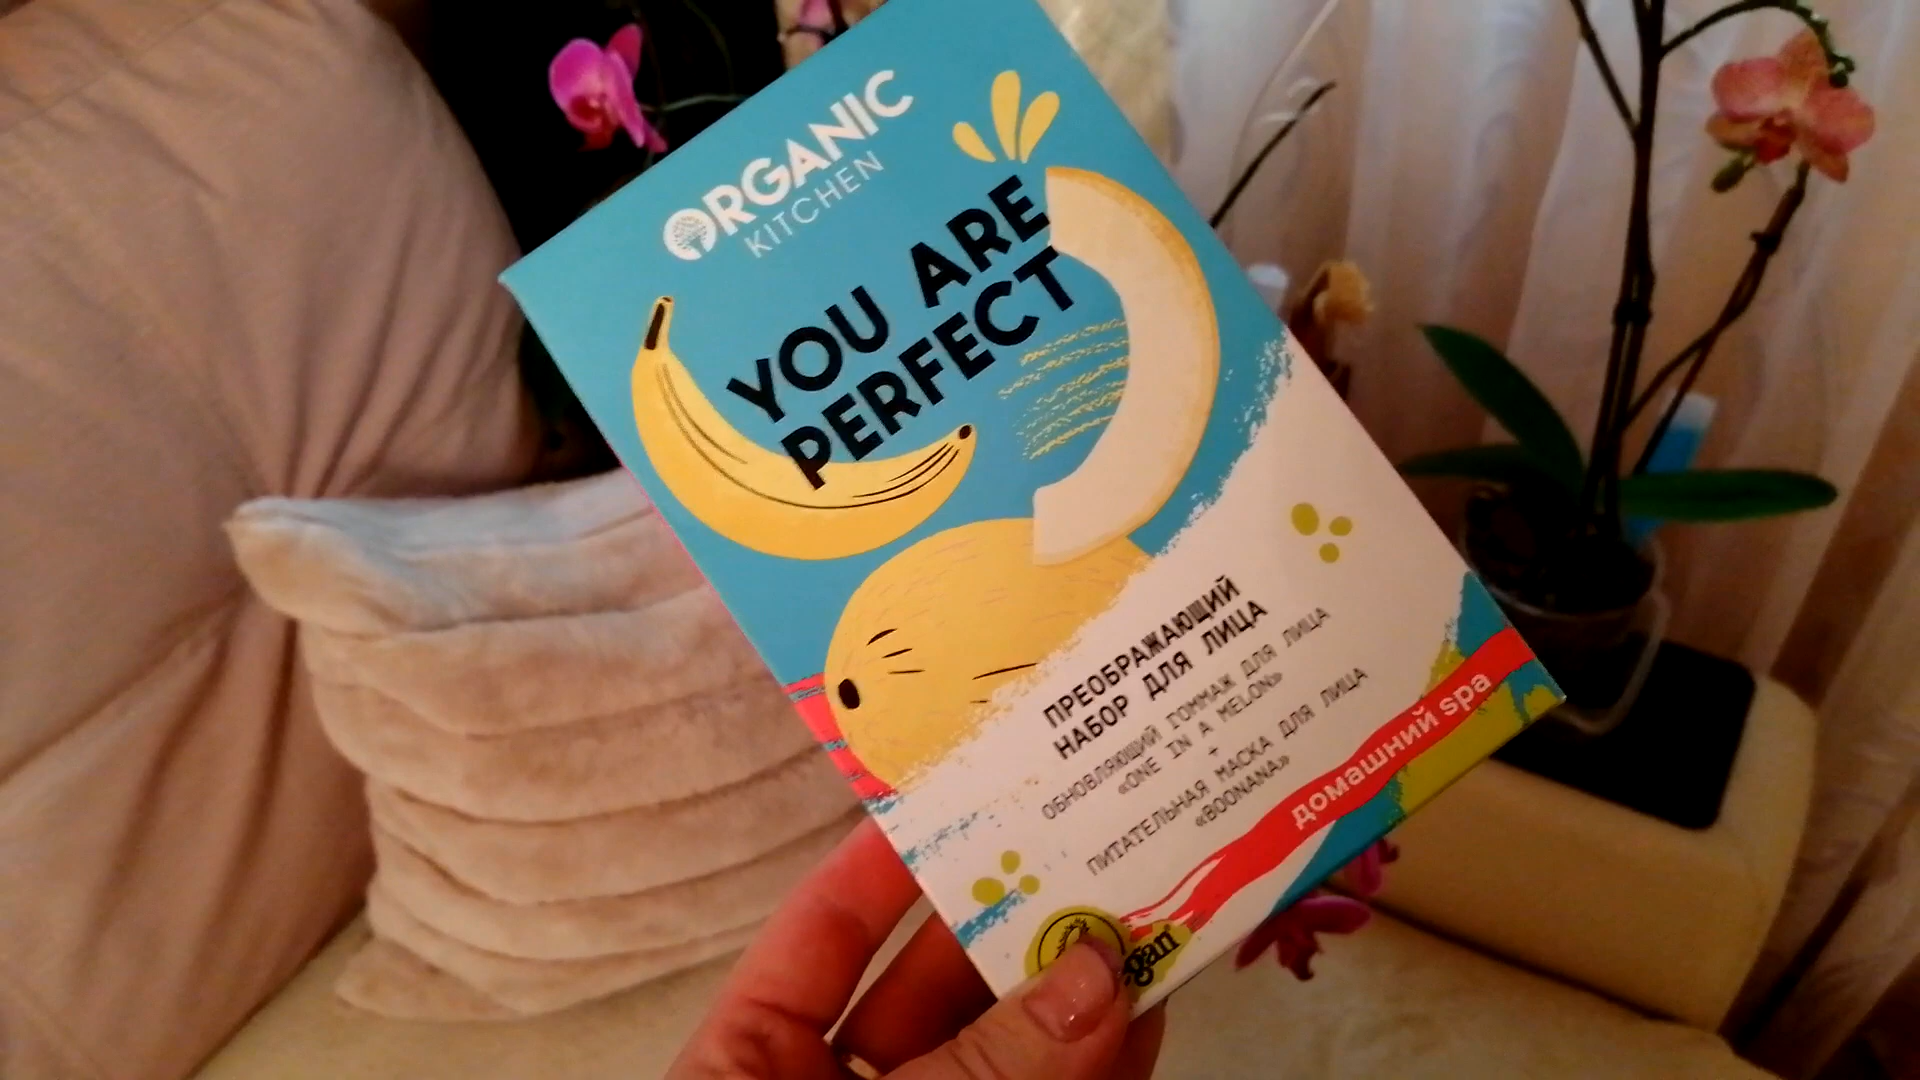 ORGANIC
KITCHEN
YOU ARE
PERFECT
ПРЕОБРАЖАЮЩИЙ
НАБОР ДЛЯ ЛИЦА
ОБНОВЛЯЮЩИЙ ГОММАЖ ДЛЯ ЛИЦА
«ONE IN A MELON»
+
ПИТАТЕЛЬНАЯ МАСКА ДЛЯ ЛИЦА
«BOONANA»
домашний spa